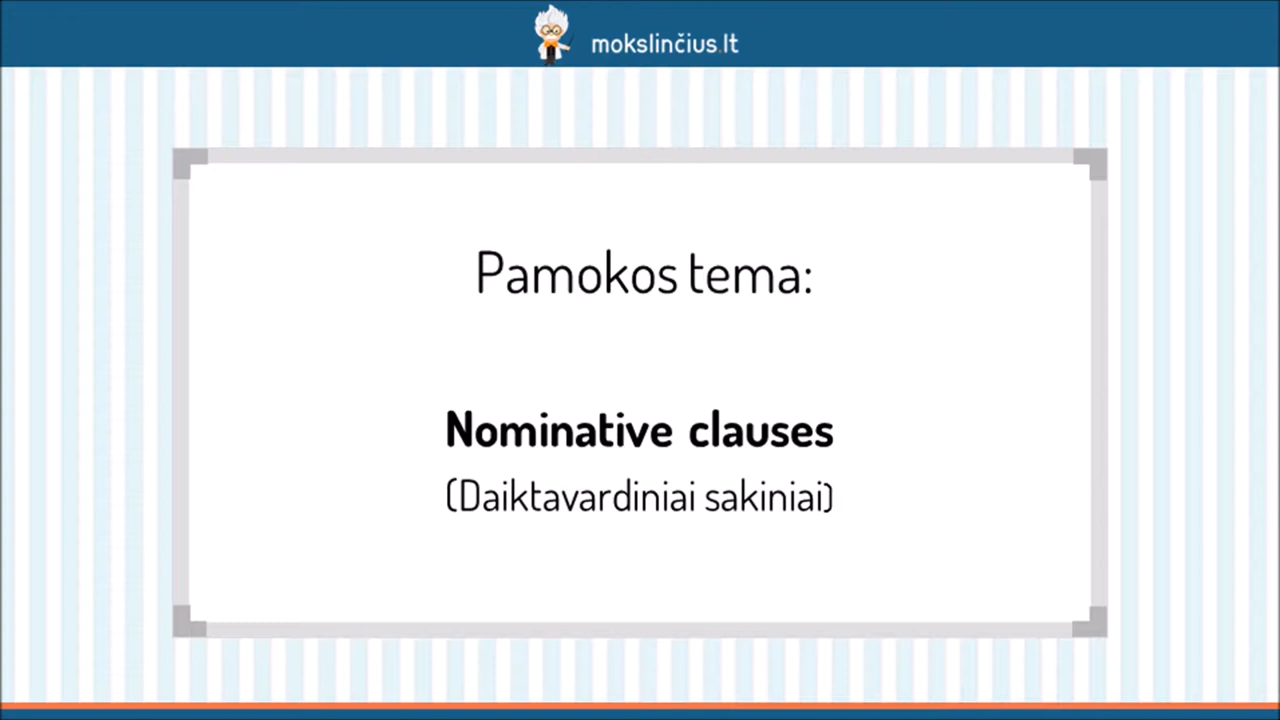 mokslinčius.lt
Pamokos tema:
Nominative clauses
(Daiktavardiniai sakiniai)